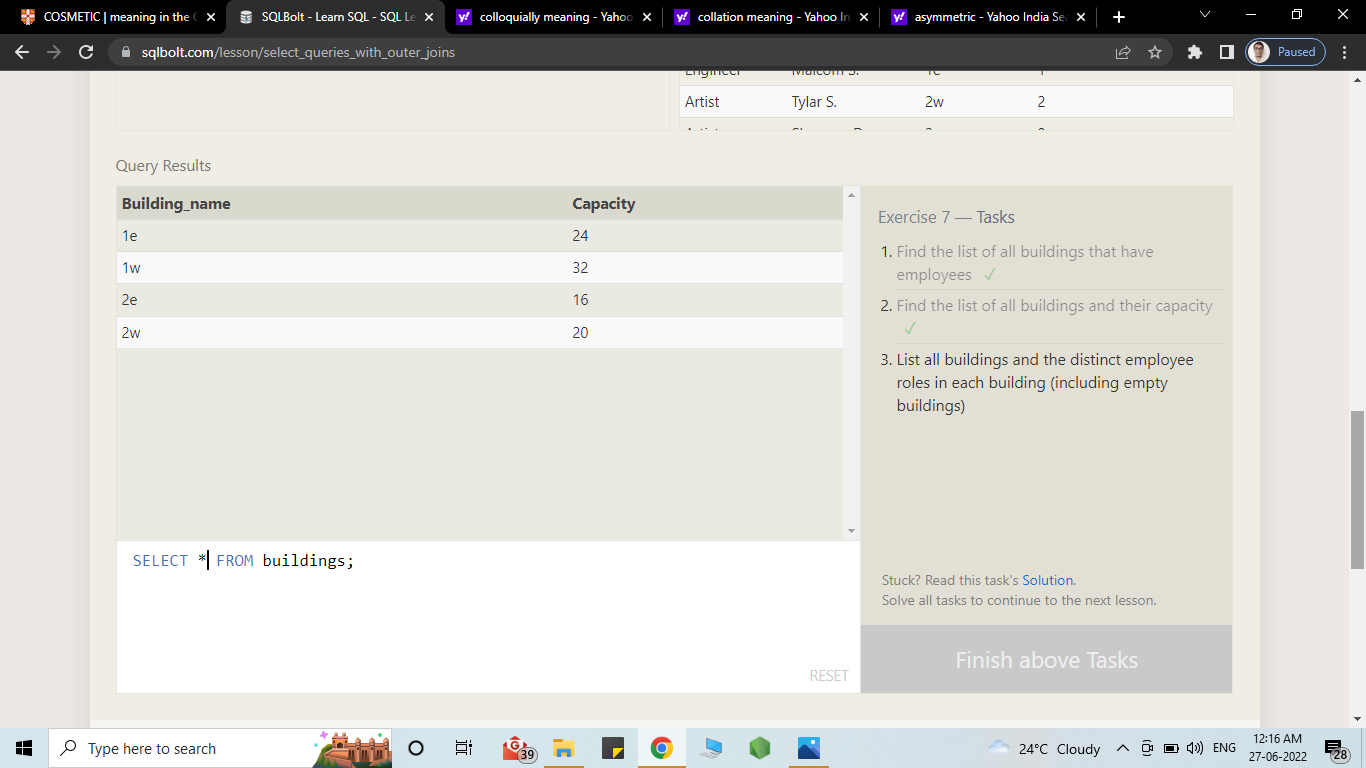 COSMETIC | meaning in the
SQLBolt - Learn SQL - SQL Le
colloquially meaning - Yahoo
collation meaning - Yahoo In
asymmetric - Yahoo India Se
sqlbolt.com/lesson/select_queries_with_outer_joins
Paused
Engineer Malcom S. 1e 1
Artist Tylar S. 2w 2
Query Results
Building_name Capacity
1e 24
1w 32
2e 16
2w 20
Exercise 7 — Tasks
1. Find the list of all buildings that have
employees ✓
2. Find the list of all buildings and their capacity
✓
3. List all buildings and the distinct employee
roles in each building (including empty
buildings)
SELECT * FROM buildings;
RESET
Stuck? Read this task's Solution.
Solve all tasks to continue to the next lesson.
Finish above Tasks
Type here to search
39
24°C Cloudy
ENG
12:16 AM
27-06-2022
28